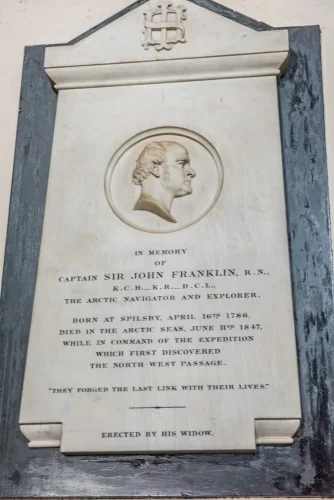 IN MEMORY
OF
CAPTAIN SIR JOHN FRANKLIN, R.N.,
K.C.H._K.R._D.C.L.,
THE ARCTIC NAVIGATOR AND EXPLORER.
BORN AT SPILSBY, APRIL 16TH 1786,
DIED IN THE ARCTIC SEAS, JUNE 11TH 1847,
WHILE IN COMMAND OF THE EXPEDITION
WHICH FIRST DISCOVERED
THE NORTH-WEST PASSAGE.
"THEY FORGED THE LAST LINK WITH THEIR LIVES."
ERECTED BY HIS WIDOW.